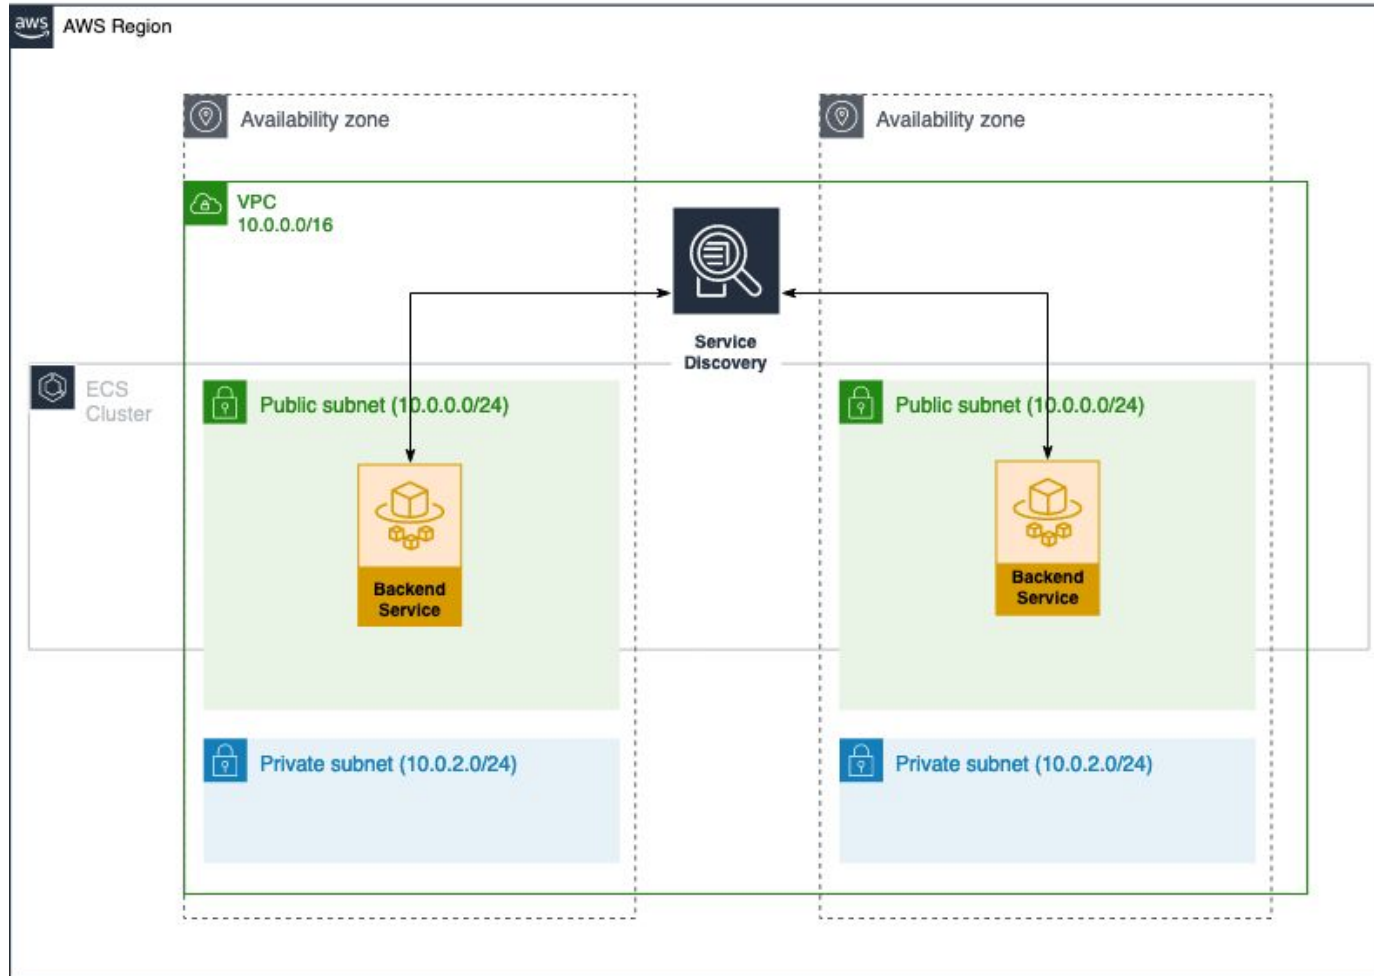 aws
AWS Region
Availability zone
Availability zone
VPC
10.0.0.0/16
Service
Discovery
ECS
Cluster
Public subnet (10.0.0.0/24)
Public subnet (10.0.0.0/24)
Backend
Service
Backend
Service
Private subnet (10.0.2.0/24)
Private subnet (10.0.2.0/24)